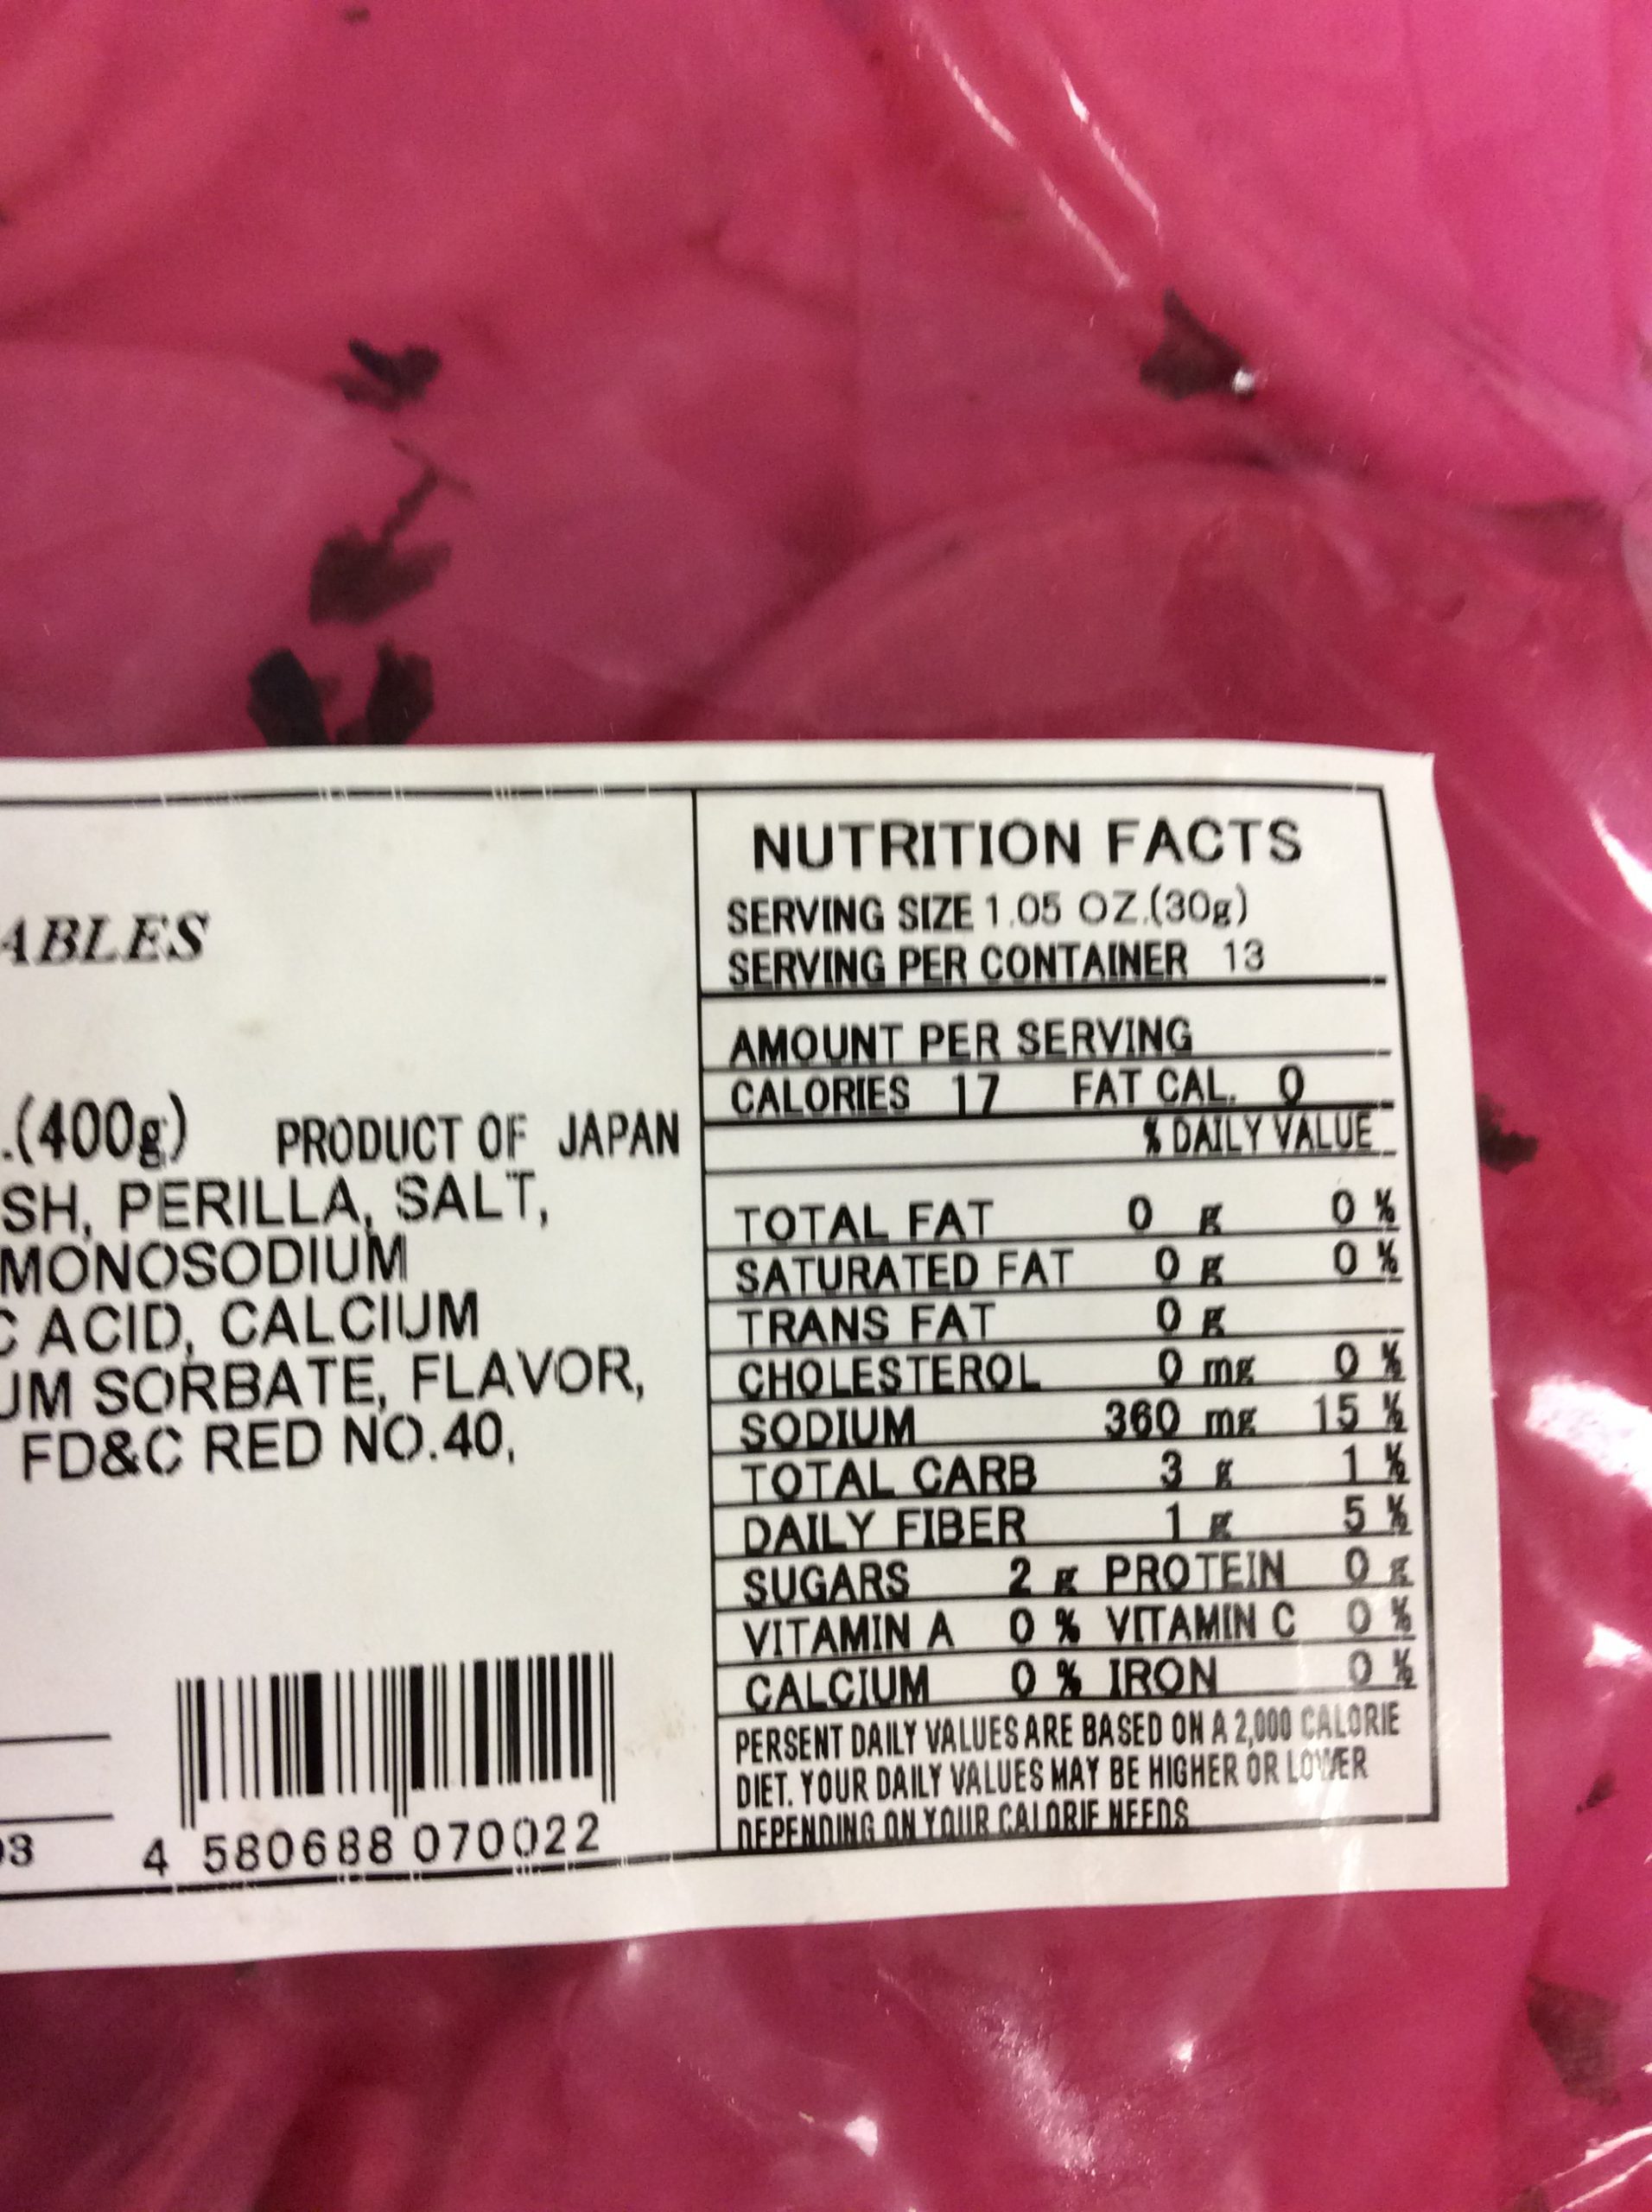 ABLES
.(400g) PRODUCT OF JAPAN
SH, PERILLA, SALT,
MONOSODIUM
C ACID, CALCIUM
UM SORBATE, FLAVOR,
FD&C RED NO.40,
3
4 580688 070022
NUTRITION FACTS
SERVING SIZE 1.05 OZ.(30g)
SERVING PER CONTAINER 13
AMOUNT PER SERVING
CALORIES 17 FAT CAL. 0
% DAILY VALUE
TOTAL FAT 0 g 0 %
SATURATED FAT 0 g 0 %
TRANS FAT 0 g
CHOLESTEROL 0 mg 0 %
SODIUM 360 mg 15 %
TOTAL CARB 3 g 1 %
DAILY FIBER 1 g 5 %
SUGARS 2 g PROTEIN 0 g
VITAMIN A 0 % VITAMIN C 0 %
CALCIUM 0 % IRON 0 %
PERSENT DAILY VALUES ARE BASED ON A 2,000 CALORIE
DIET. YOUR DAILY VALUES MAY BE HIGHER OR LOWER
DEPENDING ON YOUR CALORIE NEEDS